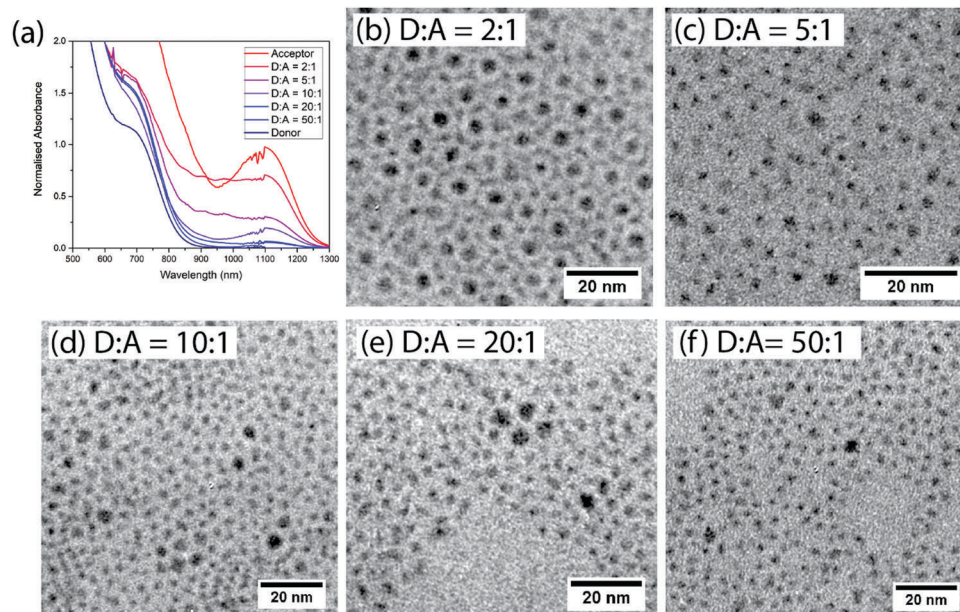 (a)
2.0
1.5
1.0
0.5
0.0
Normalised Absorbance
Acceptor
D:A = 2:1
D:A = 5:1
D:A = 10:1
D:A = 20:1
D:A = 50:1
Donor
500 600 700 800 900 1000 1100 1200 1300
Wavelength (nm)
(b) D:A = 2:1
20 nm
(c) D:A = 5:1
20 nm
(d) D:A = 10:1
20 nm
(e) D:A = 20:1
20 nm
(f) D:A= 50:1
20 nm